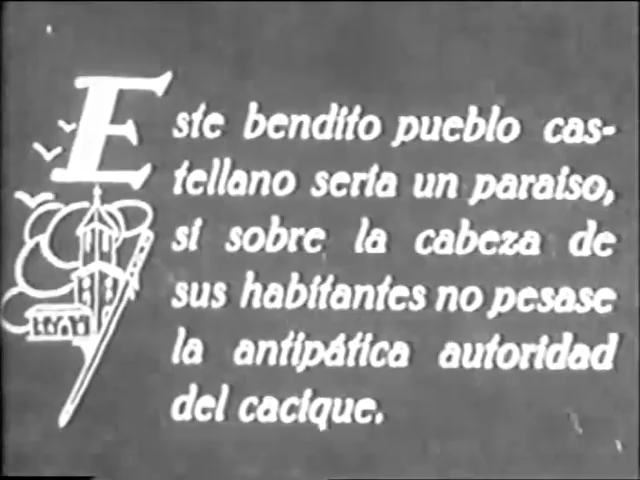 Este bendito pueblo cas-
tellano sería un paraiso,
si sobre la cabeza de
sus habitantes no pesase
la antipática autoridad
del cacique.